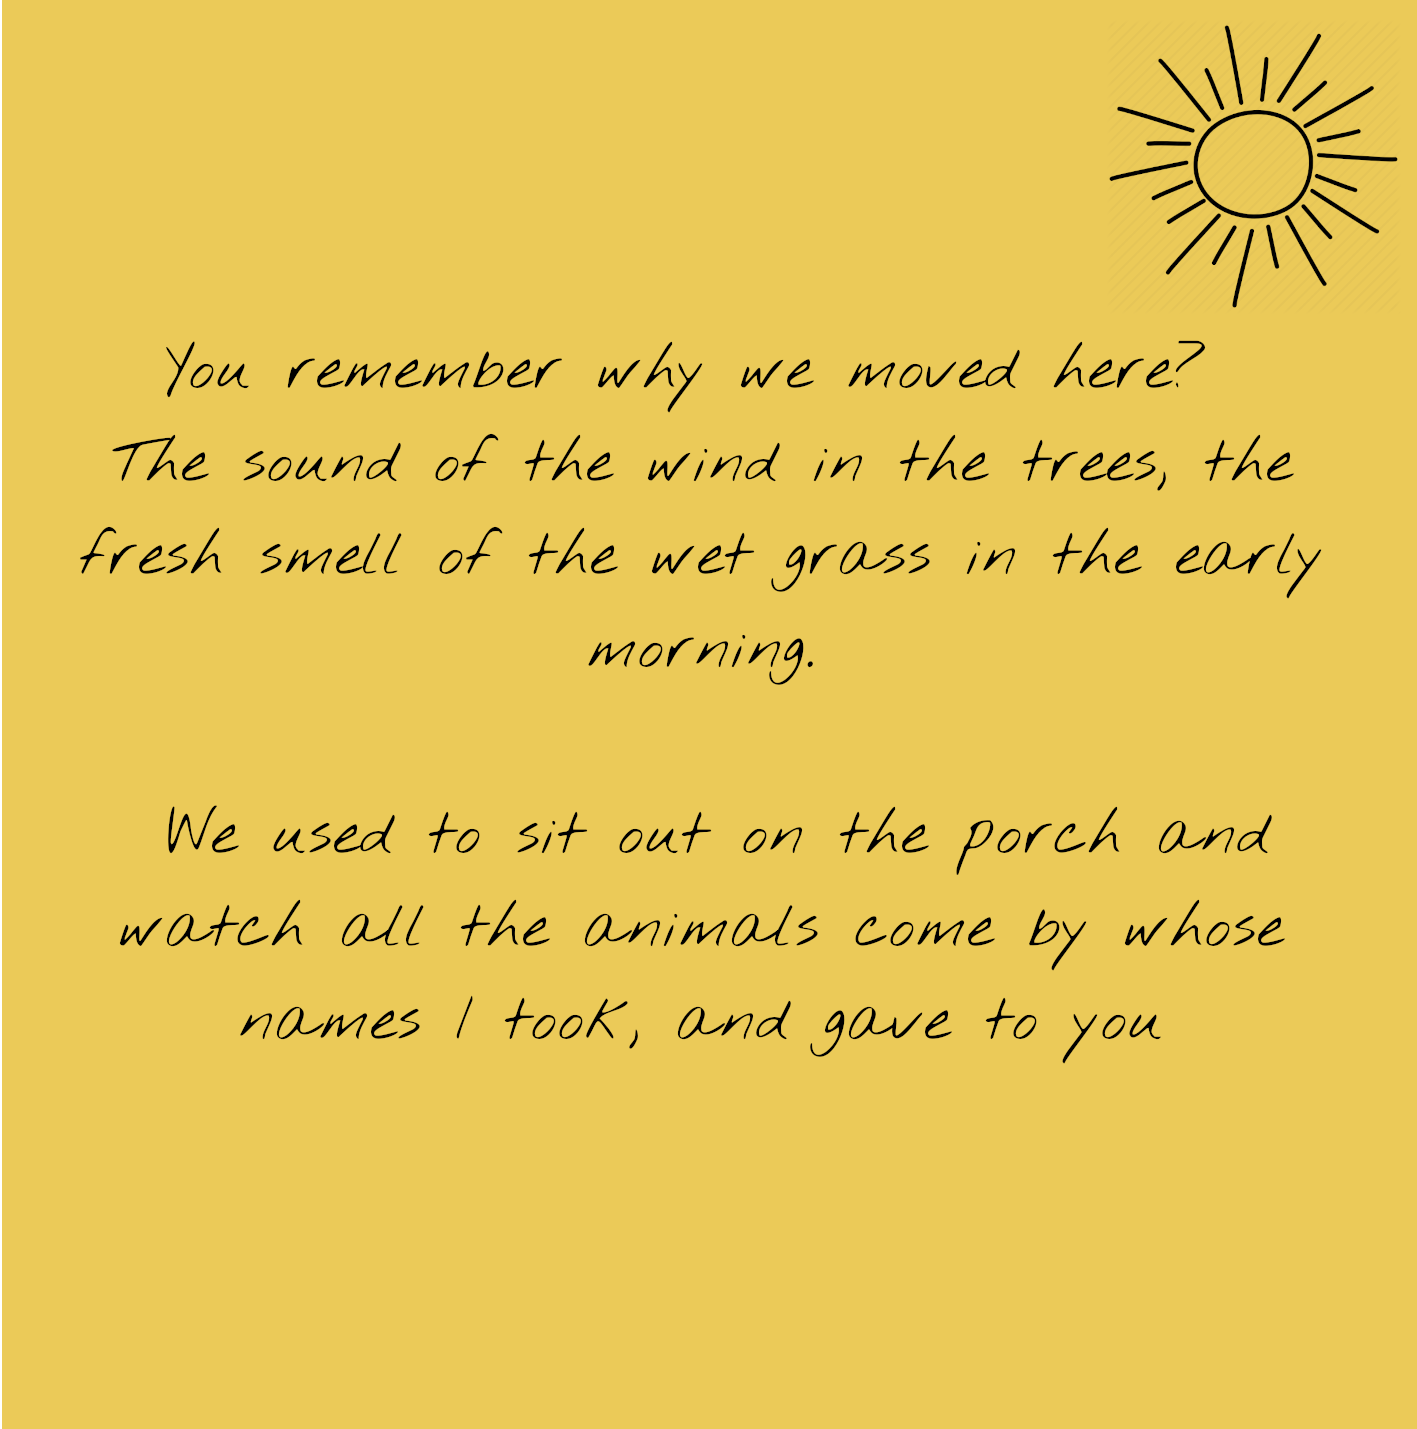 You remember why we moved here?
The sound of the wind in the trees, the
fresh smell of the wet grass in the early
morning.
We used to sit out on the porch and
watch all the animals come by whose
names I took, and gave to you